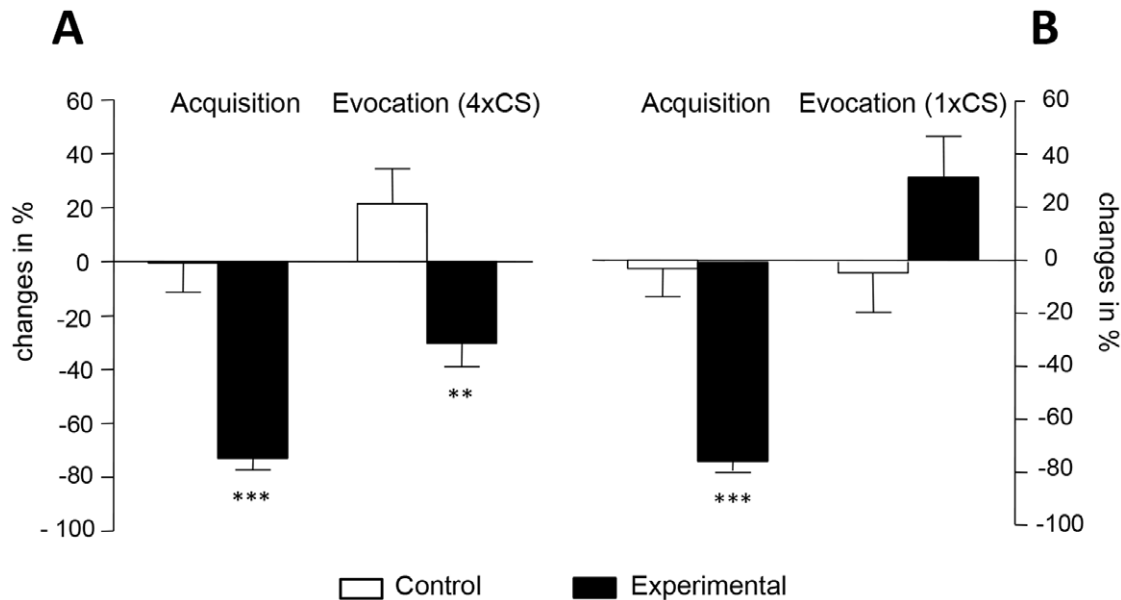 A
B
Acquisition Evocation (4xCS)
Acquisition Evocation (1xCS)
60
40
20
0
-20
-40
-60
-80
- 100
changes in %
60
40
20
0
-20
-40
-60
-80
-100
changes in %
***
**
***
Control
Experimental